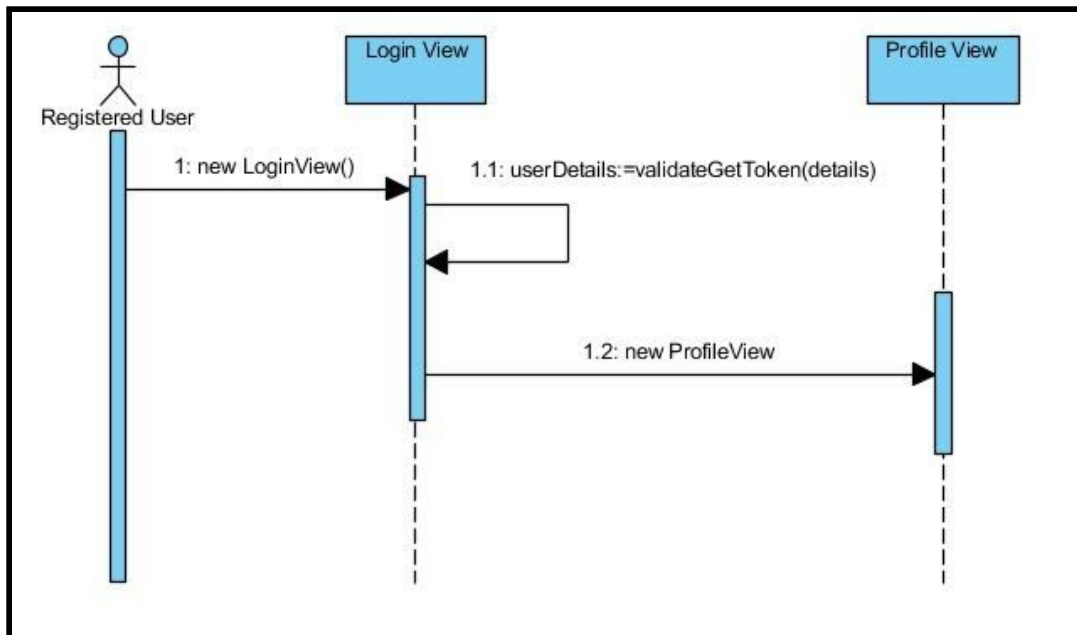 Login View
Profile View
Registered User
1: new LoginView()
1.1: userDetails:=validateGetToken(details)
1.2: new ProfileView